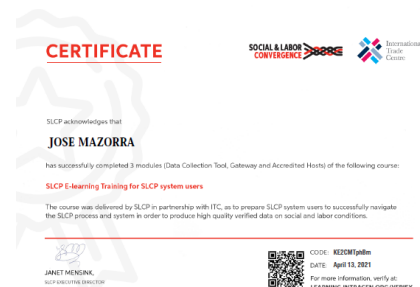 CERTIFICATE
SOCIAL & LABOR
CONVERGENCE
International
Trade
Centre
SLCP acknowledges that
JOSE MAZORRA
has successfully completed 3 modules (Data Collection Tool, Gateway and Accredited Hosts) of the following course:
SLCP E-learning Training for SLCP system users
The course was delivered by SLCP in partnership with ITC, as to prepare SLCP system users to successfully navigate
the SLCP process and system in order to produce high quality verified data on social and labor conditions.
JANET MENSINK,
SLCP EXECUTIVE DIRECTOR
CODE:
DATE: April 13, 2021
For more information, verify at:
LEARNING.INTRACEN.ORG/VERIFY